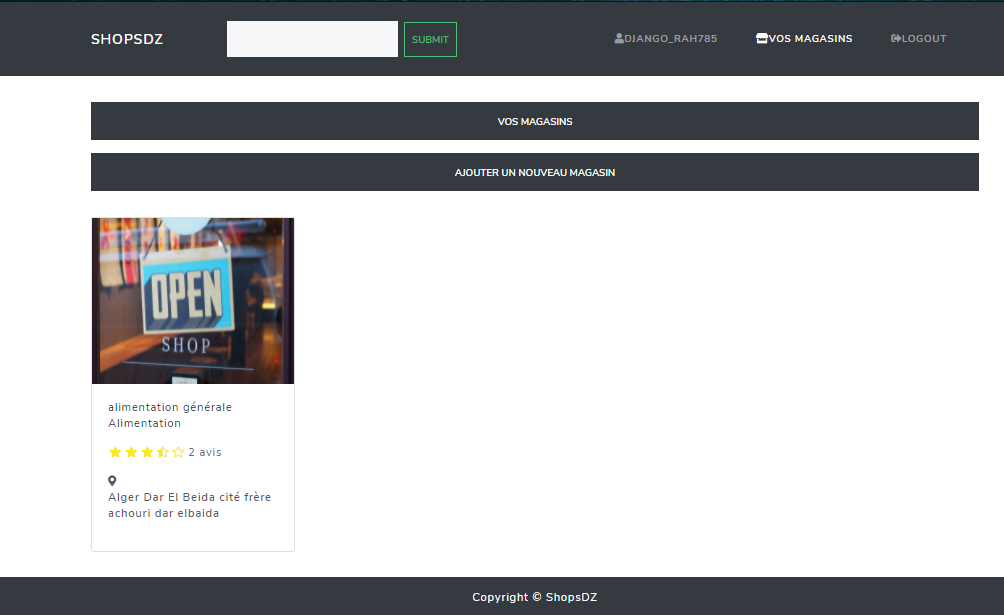 SHOPSDZ
SUBMIT
DJANGO_RAH785
VOS MAGASINS
LOGOUT
VOS MAGASINS
AJOUTER UN NOUVEAU MAGASIN
OPEN
SHOP
alimentation générale
Alimentation
2 avis
Alger Dar El Beida cité frère
achouri dar elbaida
Copyright © ShopsDZ